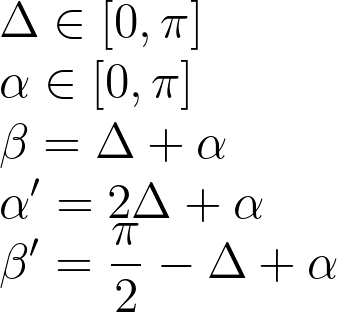 Δ ∈ [0, π]
α ∈ [0, π]
β = Δ + α
α′ = 2Δ + α
β′ = π/2 − Δ + α